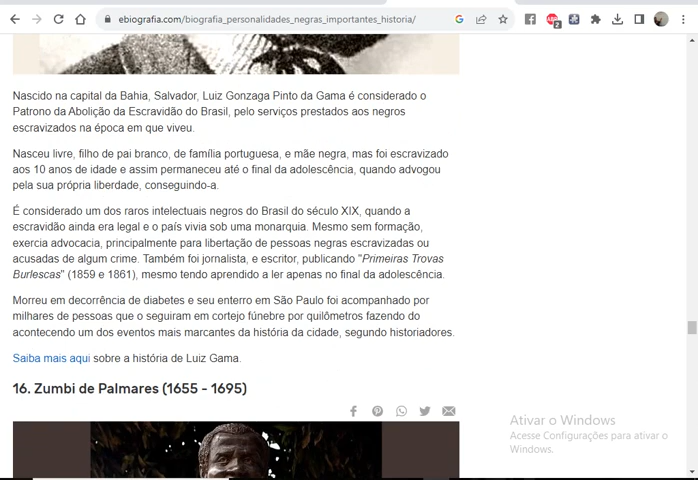 ebiografia.com/biografia_personalidades_negras_importantes_historia/
2
Nascido na capital da Bahia, Salvador, Luiz Gonzaga Pinto da Gama é considerado o
Patrono da Abolição da Escravidão do Brasil, pelo serviços prestados aos negros
escravizados na época em que viveu.
Nasceu livre, filho de pai branco, de família portuguesa, e mãe negra, mas foi escravizado
aos 10 anos de idade e assim permaneceu até o final da adolescência, quando advogou
pela sua própria liberdade, conseguindo-a.
É considerado um dos raros intelectuais negros do Brasil do século XIX, quando a
escravidão ainda era legal e o país vivia sob uma monarquia. Mesmo sem formação,
exercia advocacia, principalmente para libertação de pessoas negras escravizadas ou
acusadas de algum crime. Também foi jornalista, e escritor, publicando "Primeiras Trovas
Burlescas" (1859 e 1861), mesmo tendo aprendido a ler apenas no final da adolescência.
Morreu em decorrência de diabetes e seu enterro em São Paulo foi acompanhado por
milhares de pessoas que o seguiram em cortejo fúnebre por quilômetros fazendo do
acontecendo um dos eventos mais marcantes da história da cidade, segundo historiadores.
Saiba mais aqui sobre a história de Luiz Gama.
16. Zumbi de Palmares (1655 - 1695)
Ativar o Windows
Acesse Configurações para ativar o
Windows.